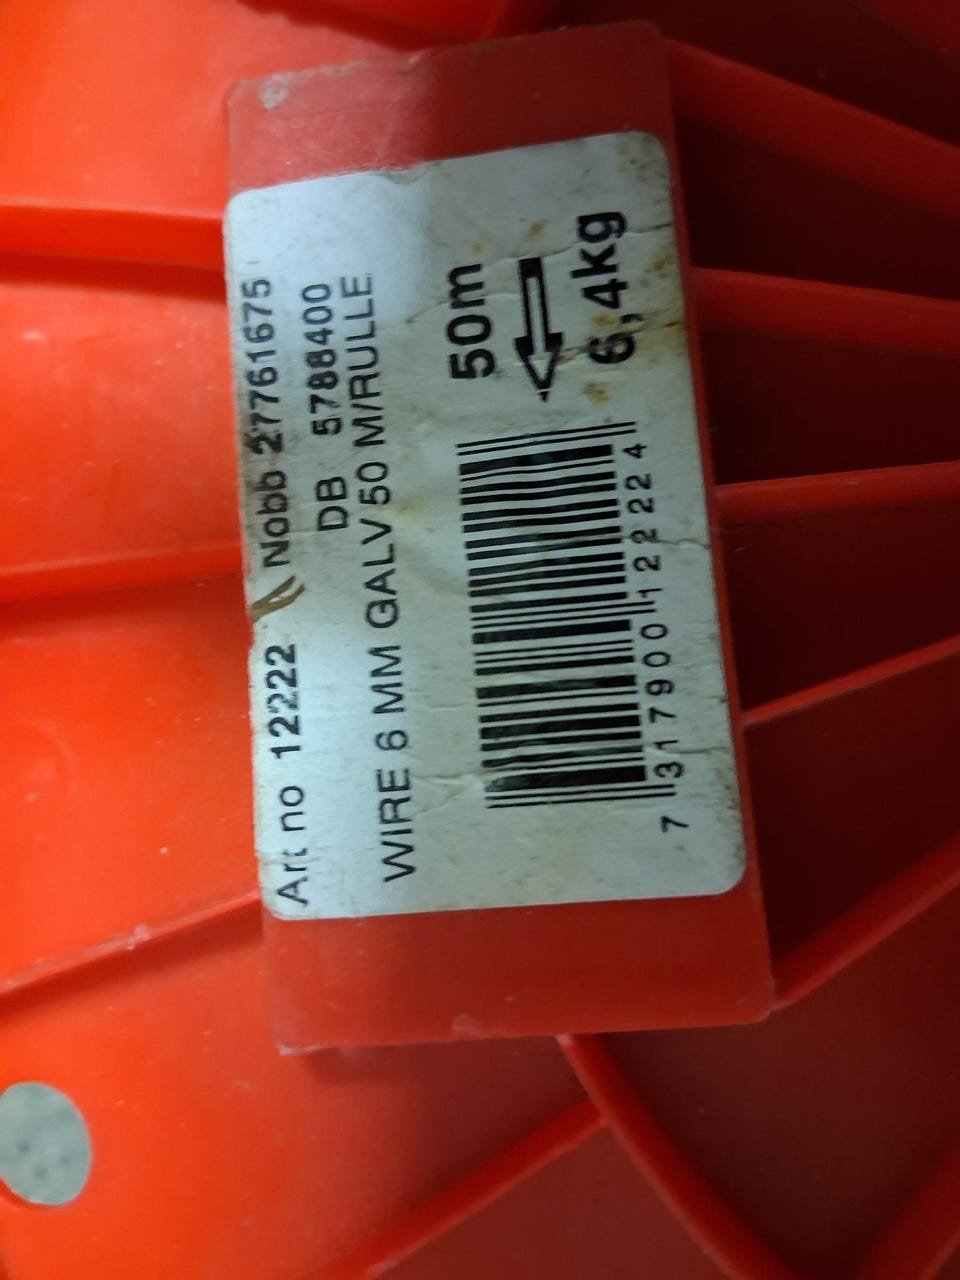 Art no 12222 Nobb 27761675
DB 5788400
WIRE 6 MM GALV 50 M/RULLE
50m
6,4kg
7 317900 122224